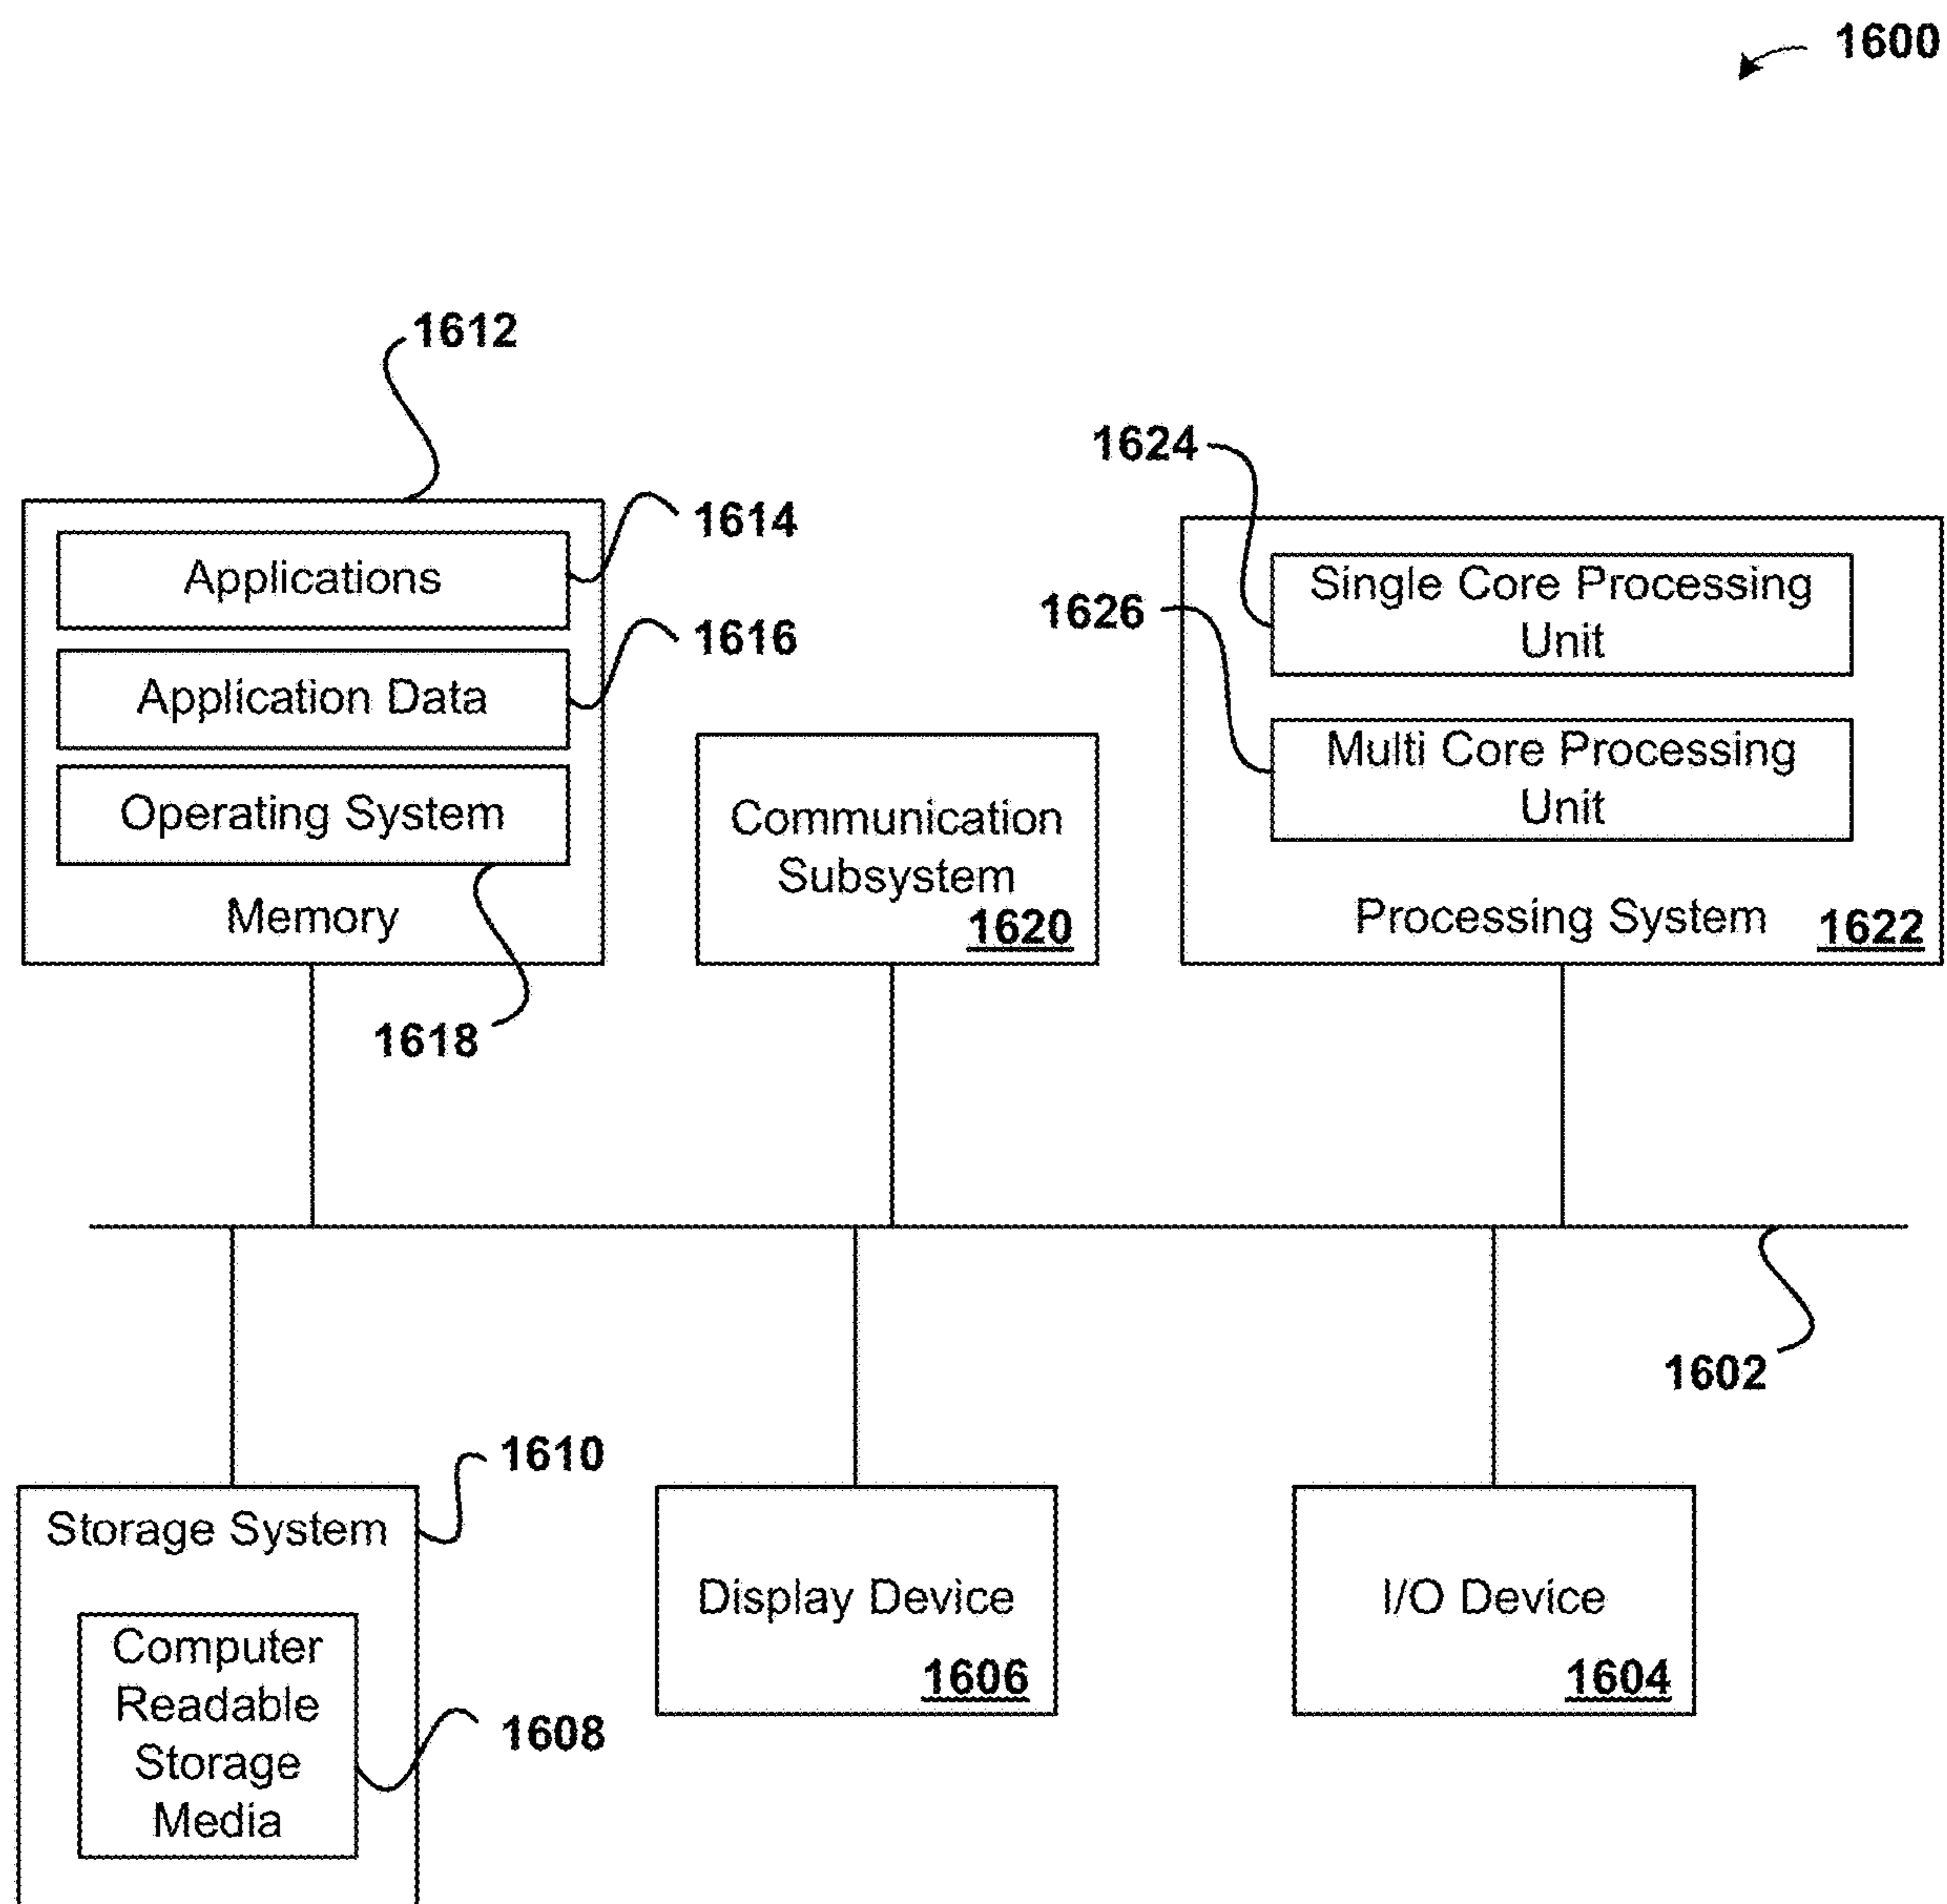 1600
1612
1624
1614
Applications
Single Core Processing
Unit
1626
1616
Application Data
Multi Core Processing
Unit
Operating System
Communication
Subsystem
1620
Memory
Processing System
1622
1618
1602
1610
Storage System
Computer
Readable
Storage
Media
1608
Display Device
1606
I/O Device
1604